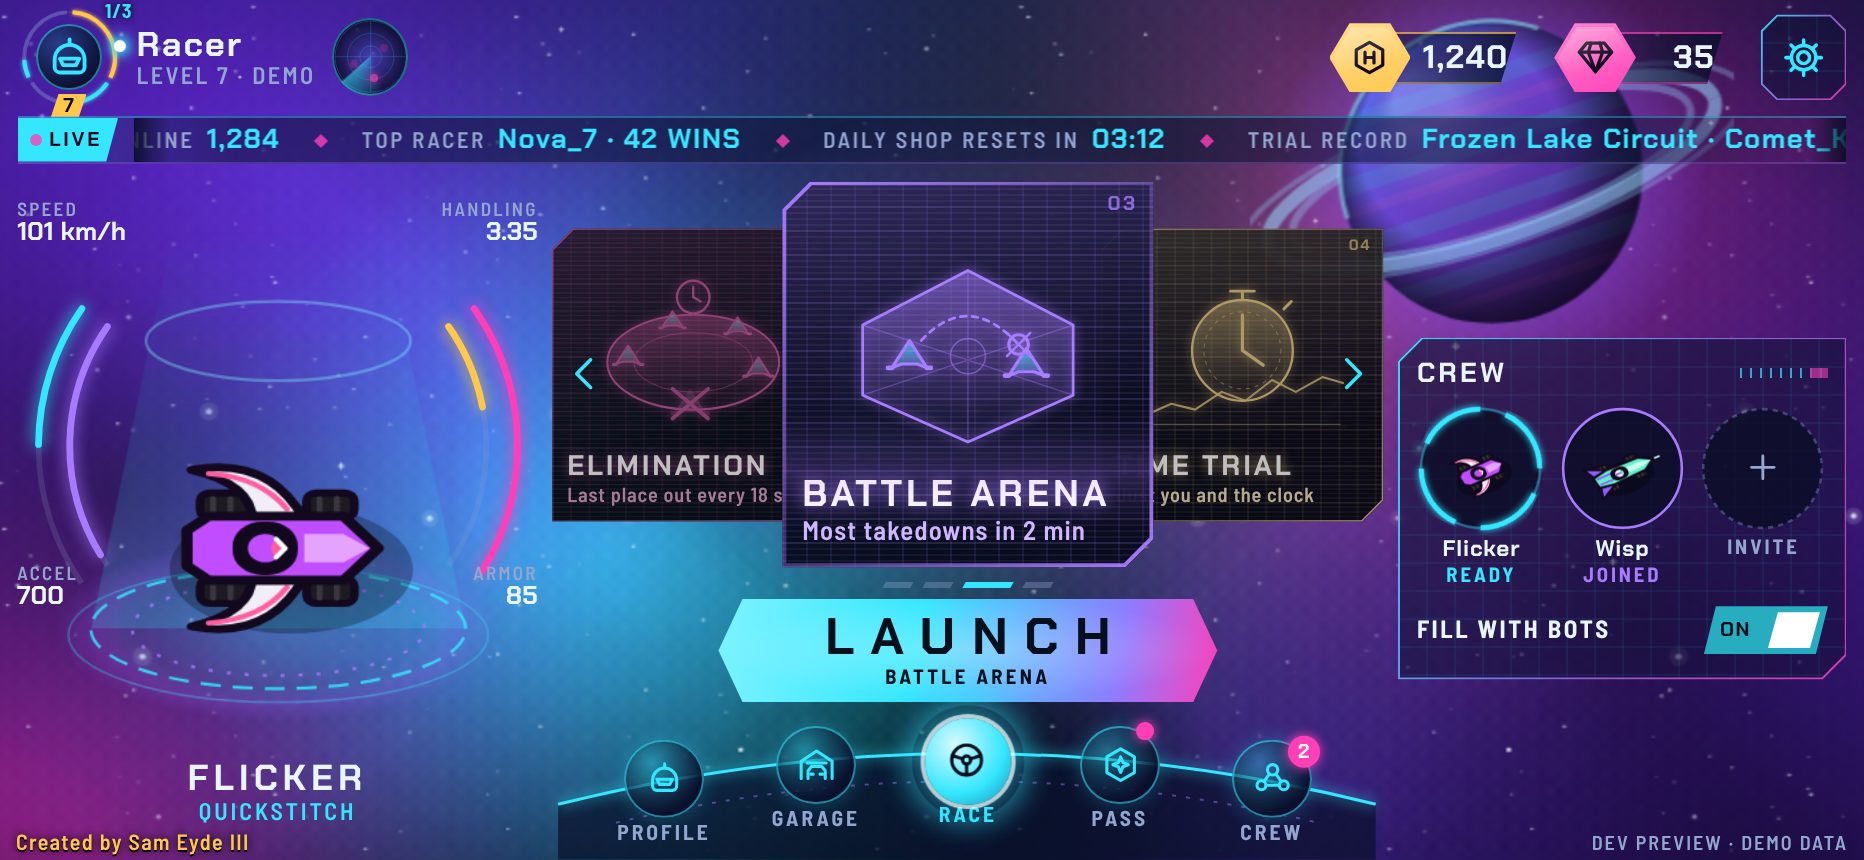 1/3
Racer
LEVEL 7 · DEMO
7
1,240
35
LIVE
1,284
TOP RACER Nova_7 · 42 WINS
DAILY SHOP RESETS IN 03:12
TRIAL RECORD Frozen Lake Circuit · Comet_
SPEED
101 km/h
HANDLING
3.35
ACCEL
700
ARMOR
85
FLICKER
QUICKSTITCH
Created by Sam Eyde III
ELIMINATION
Last place out every 18 s
03
BATTLE ARENA
Most takedowns in 2 min
04
ME TRIAL
you and the clock
LAUNCH
BATTLE ARENA
PROFILE
GARAGE
RACE
PASS
2
CREW
CREW
Flicker
READY
Wisp
JOINED
INVITE
FILL WITH BOTS
ON
DEV PREVIEW · DEMO DATA